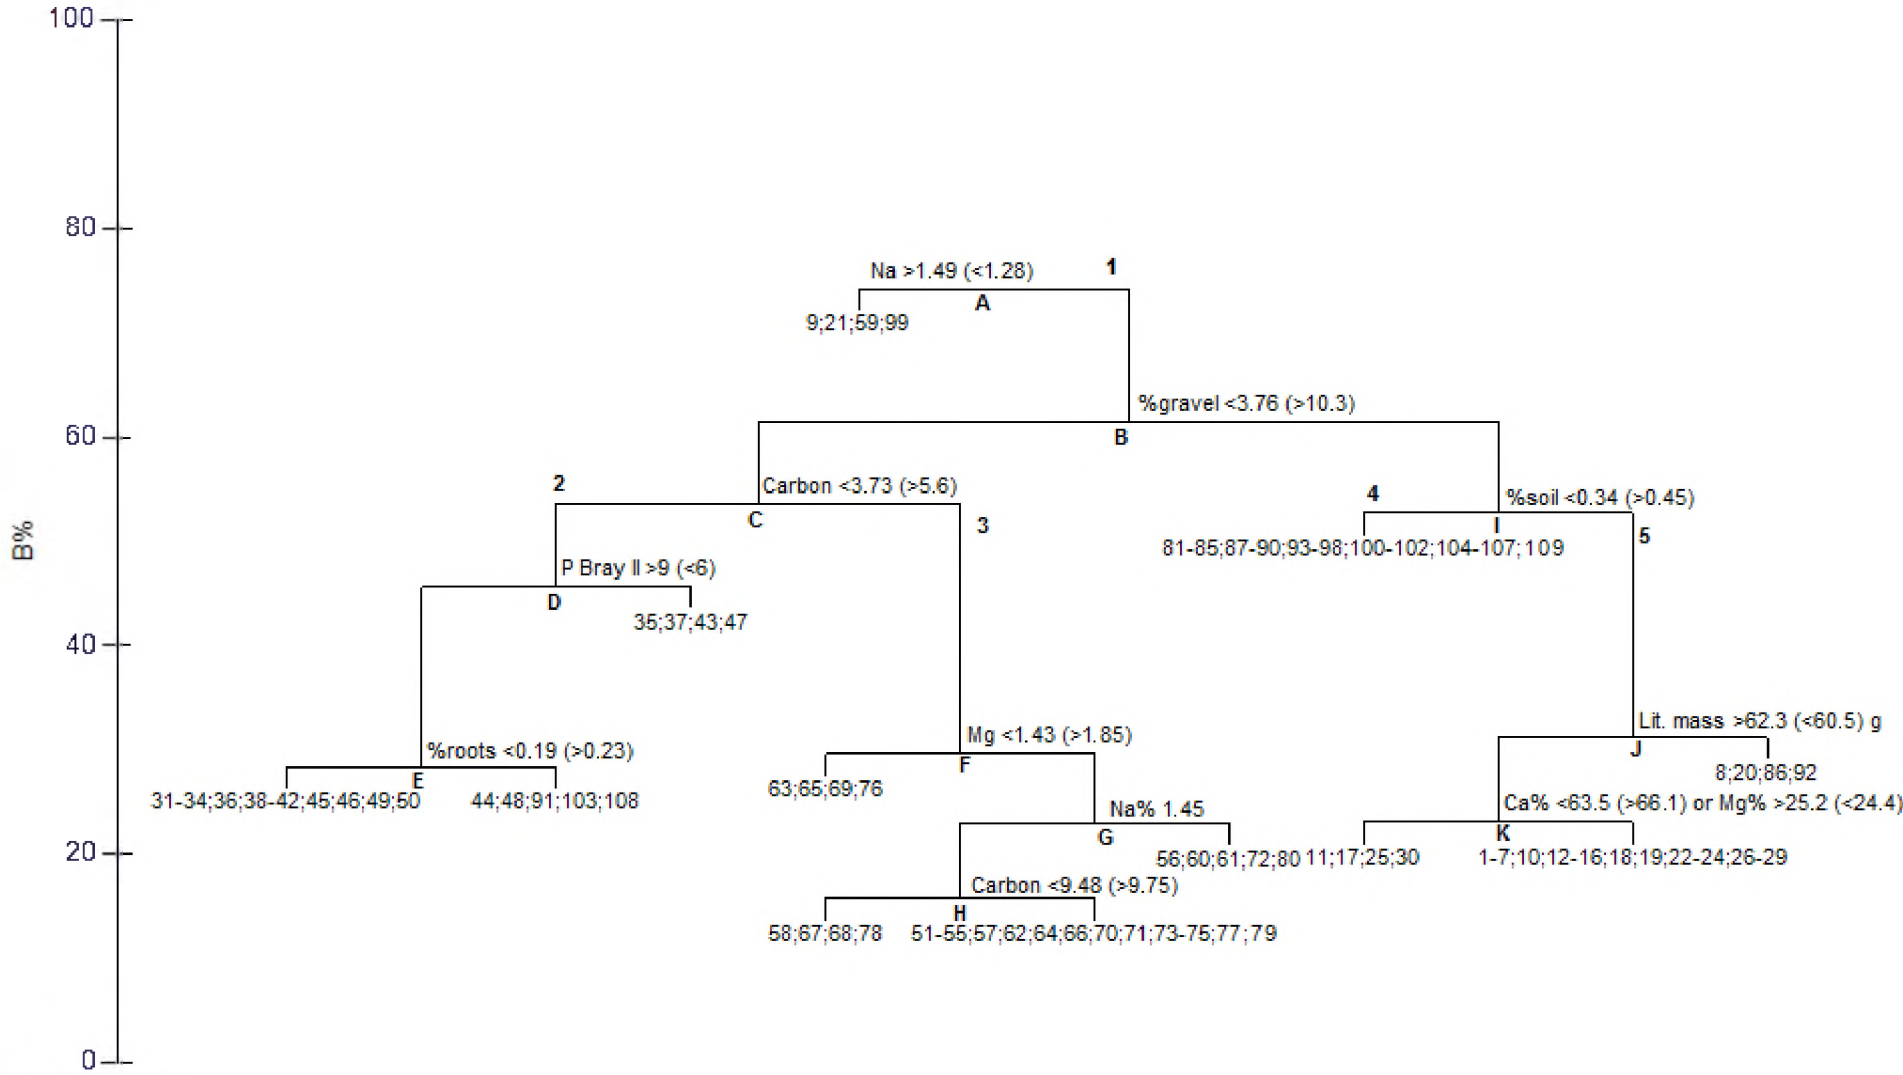 100
80
Na >1.49 (<1.28)
1
A
9;21;59;99
%gravel <3.76 (>10.3)
60
B
2
Carbon <3.73 (>5.6)
4
%soil <0.34 (>0.45)
C
3
I
5
B%
81-85;87-90;93-98;100-102;104-107;109
P Bray II >9 (<6)
D
35;37;43;47
40
Lit. mass >62.3 (<60.5) g
Mg <1.43 (>1.85)
J
%roots <0.19 (>0.23)
F
8;20;86;92
E
63;65;69;76
31-34;36;38-42;45;46;49;50
44;48;91;103;108
Ca% <63.5 (>66.1) or Mg% >25.2 (<24.4)
Na% 1.45
G
K
20
56;60;61;72;80
11;17;25;30
1-7;10;12-16;18;19;22-24;26-29
Carbon <9.48 (>9.75)
H
58;67;68;78
51-55;57;62;64;66;70;71;73-75;77;79
0